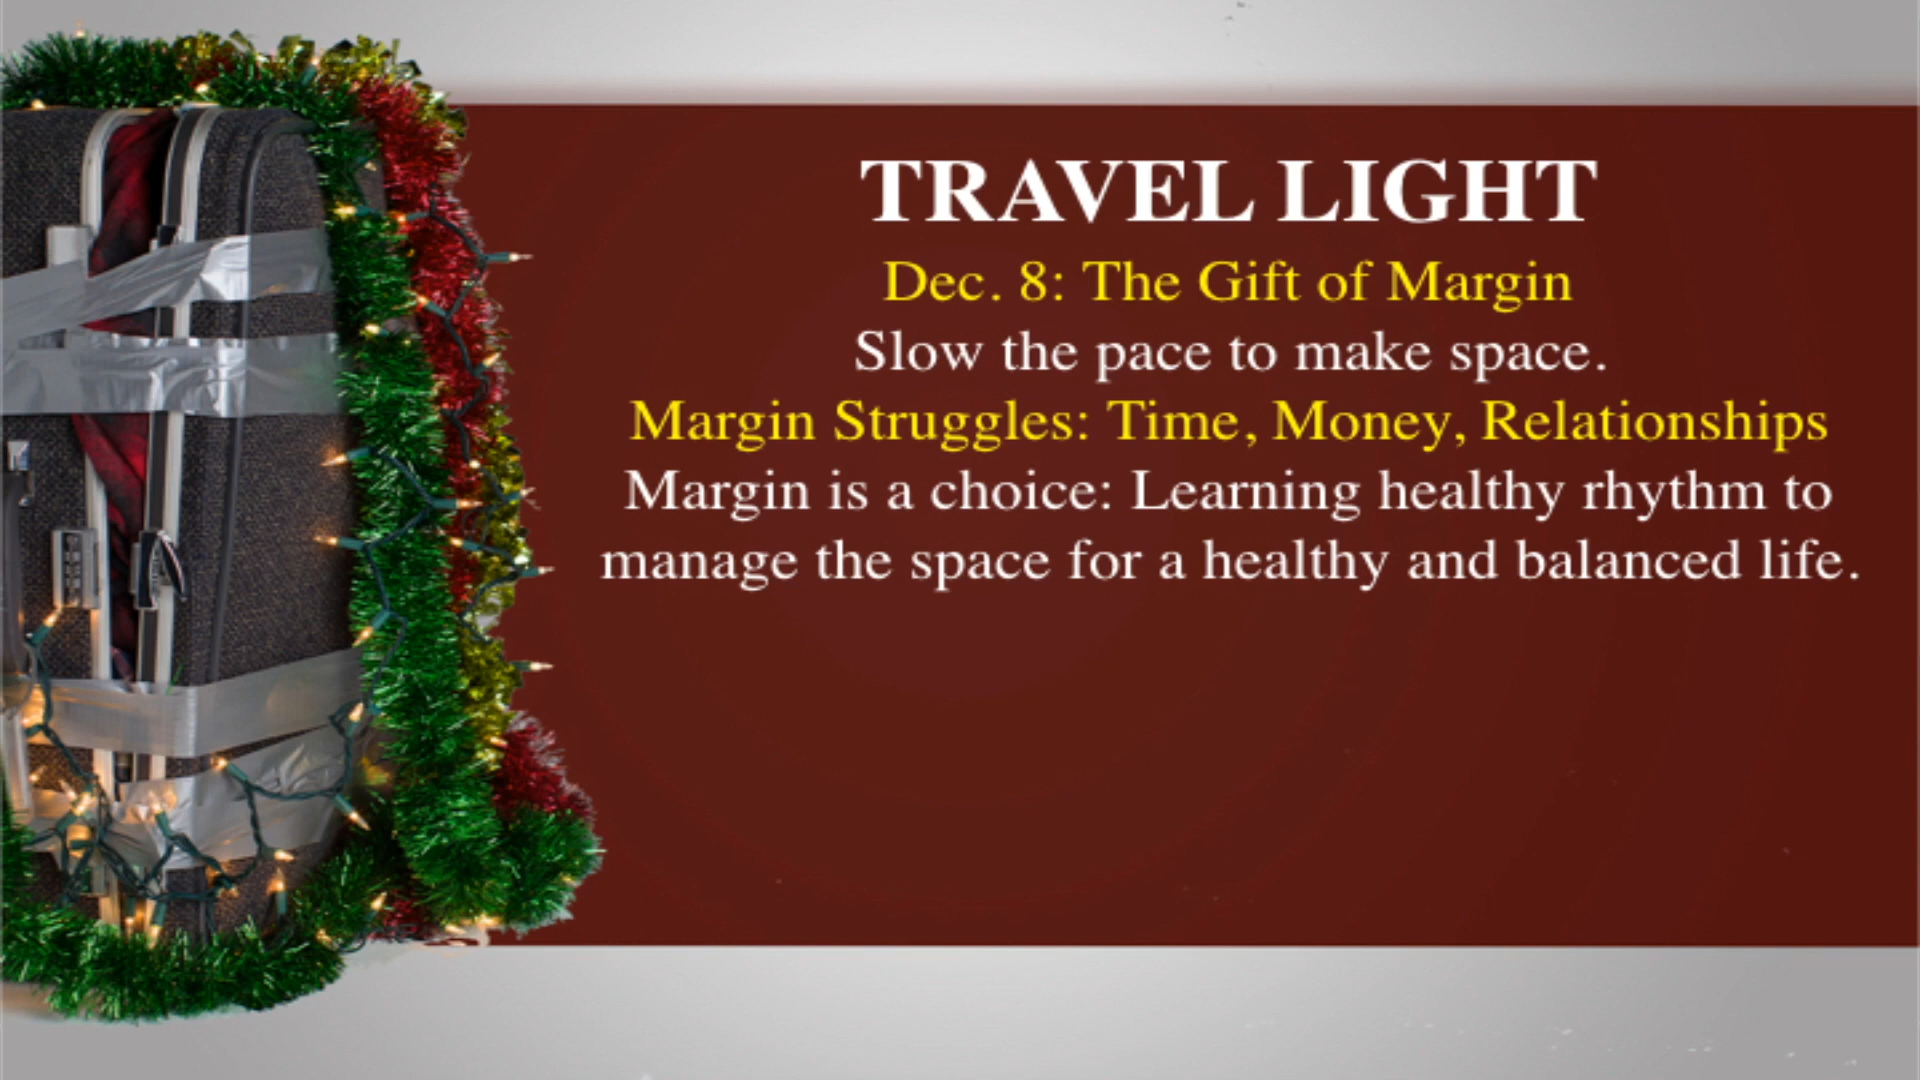 TRAVEL LIGHT
Dec. 8: The Gift of Margin
Slow the pace to make space.
Margin Struggles: Time, Money, Relationships
Margin is a choice: Learning healthy rhythm to
manage the space for a healthy and balanced life.